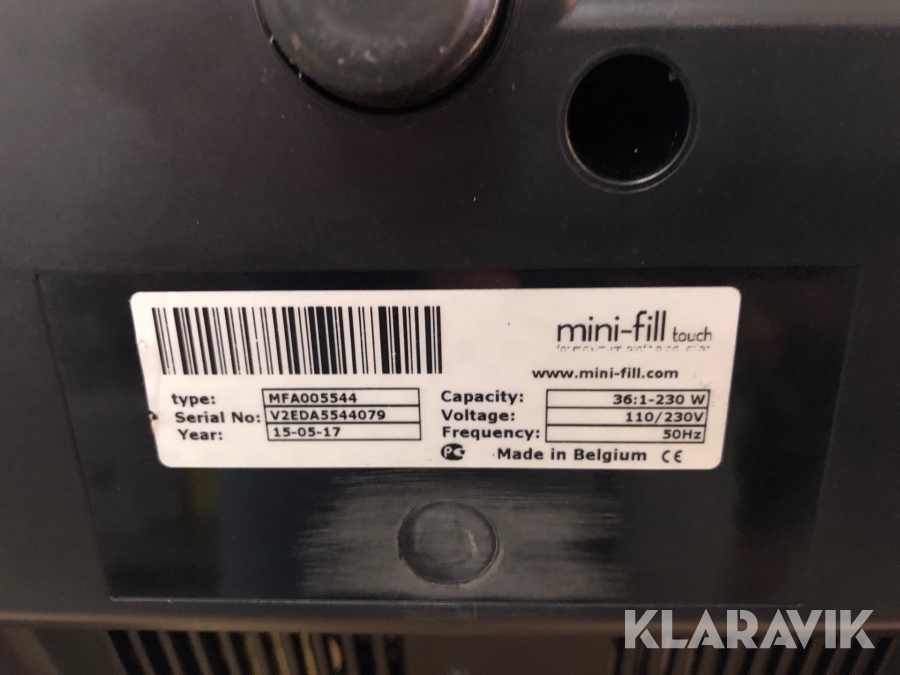 mini-fill touch
www.mini-fill.com
type: MFA005544
Serial No: V2EDA5544079
Year: 15-05-17
Capacity: 36:1-230 W
Voltage: 110/230V
Frequency: 50Hz
Made in Belgium CE
KLARAVIK